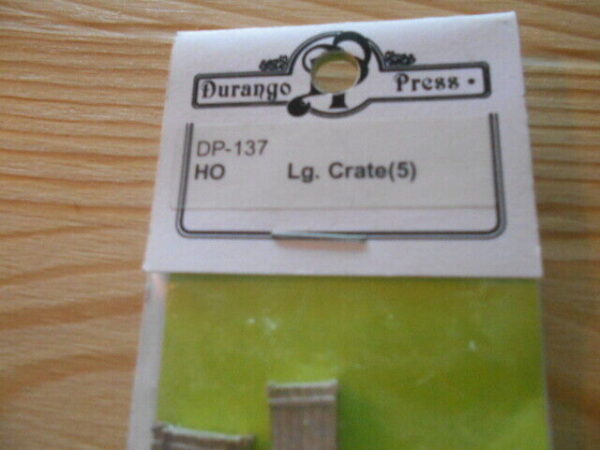 Durango Press
DP-137
HO Lg. Crate(5)